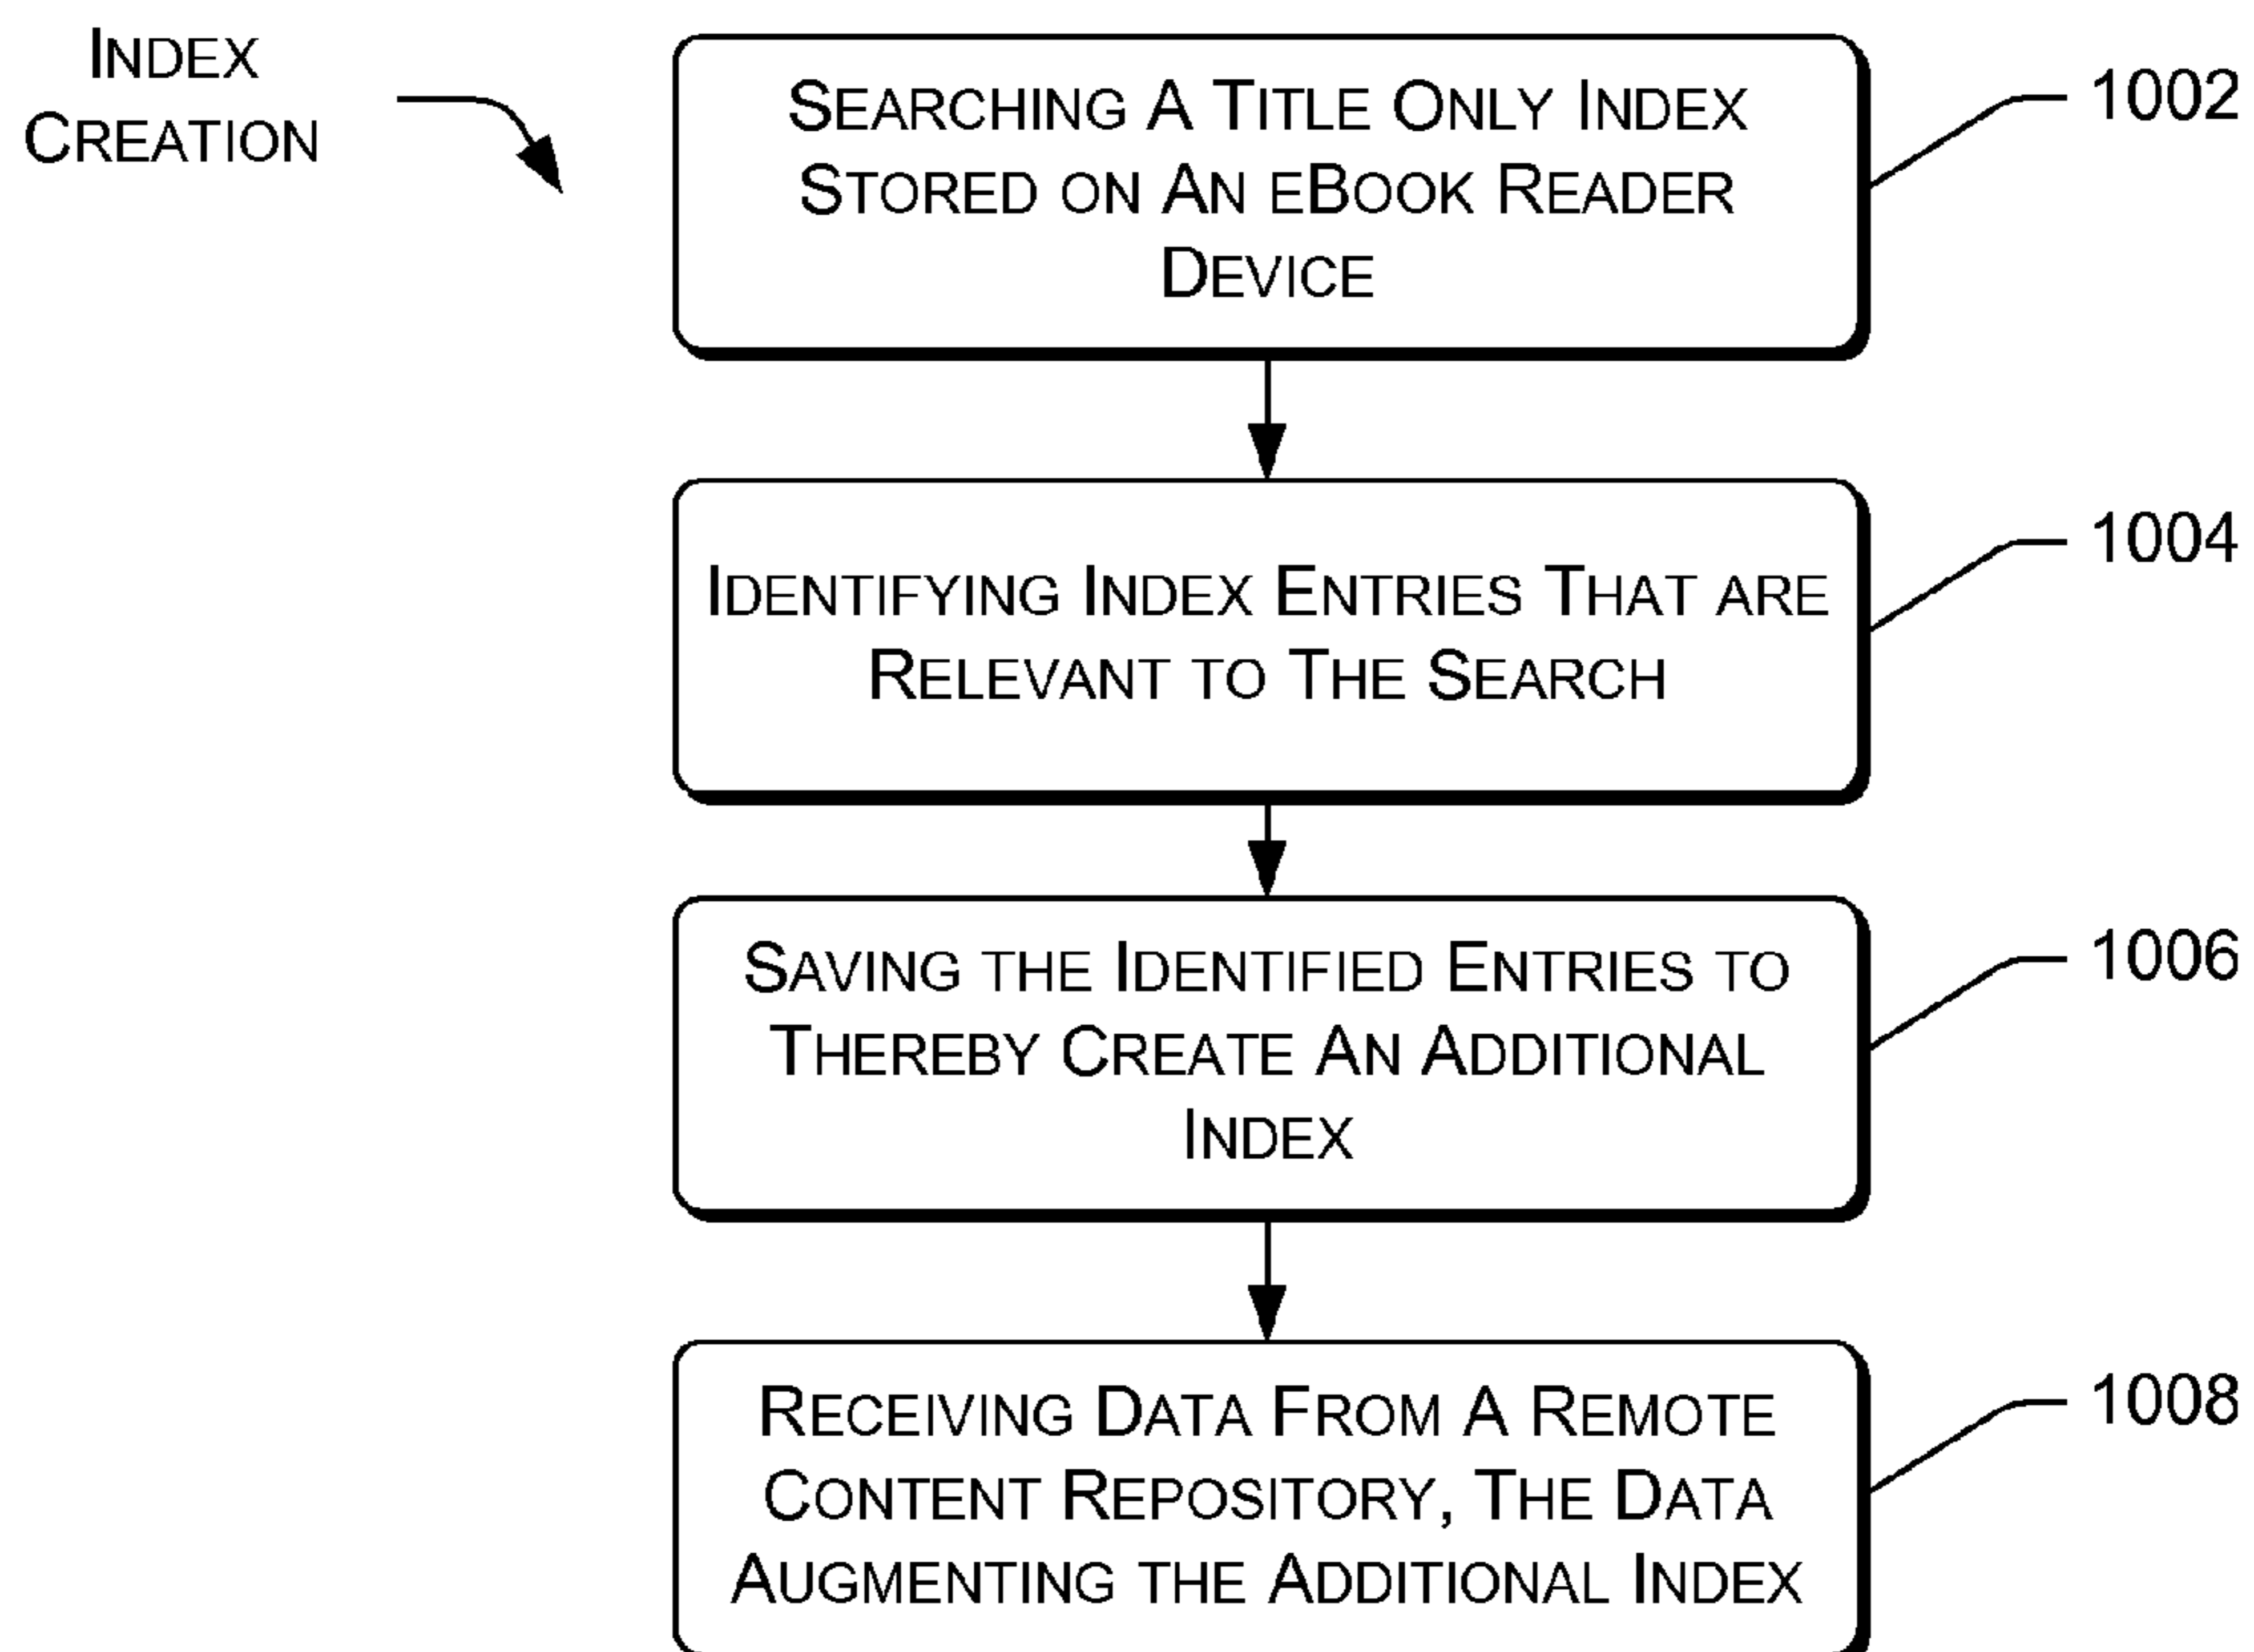 INDEX
CREATION
SEARCHING A TITLE ONLY INDEX
STORED ON AN EBOOK READER
DEVICE
1002
IDENTIFYING INDEX ENTRIES THAT ARE
RELEVANT TO THE SEARCH
1004
SAVING THE IDENTIFIED ENTRIES TO
THEREBY CREATE AN ADDITIONAL
INDEX
1006
RECEIVING DATA FROM A REMOTE
CONTENT REPOSITORY, THE DATA
AUGMENTING THE ADDITIONAL INDEX
1008